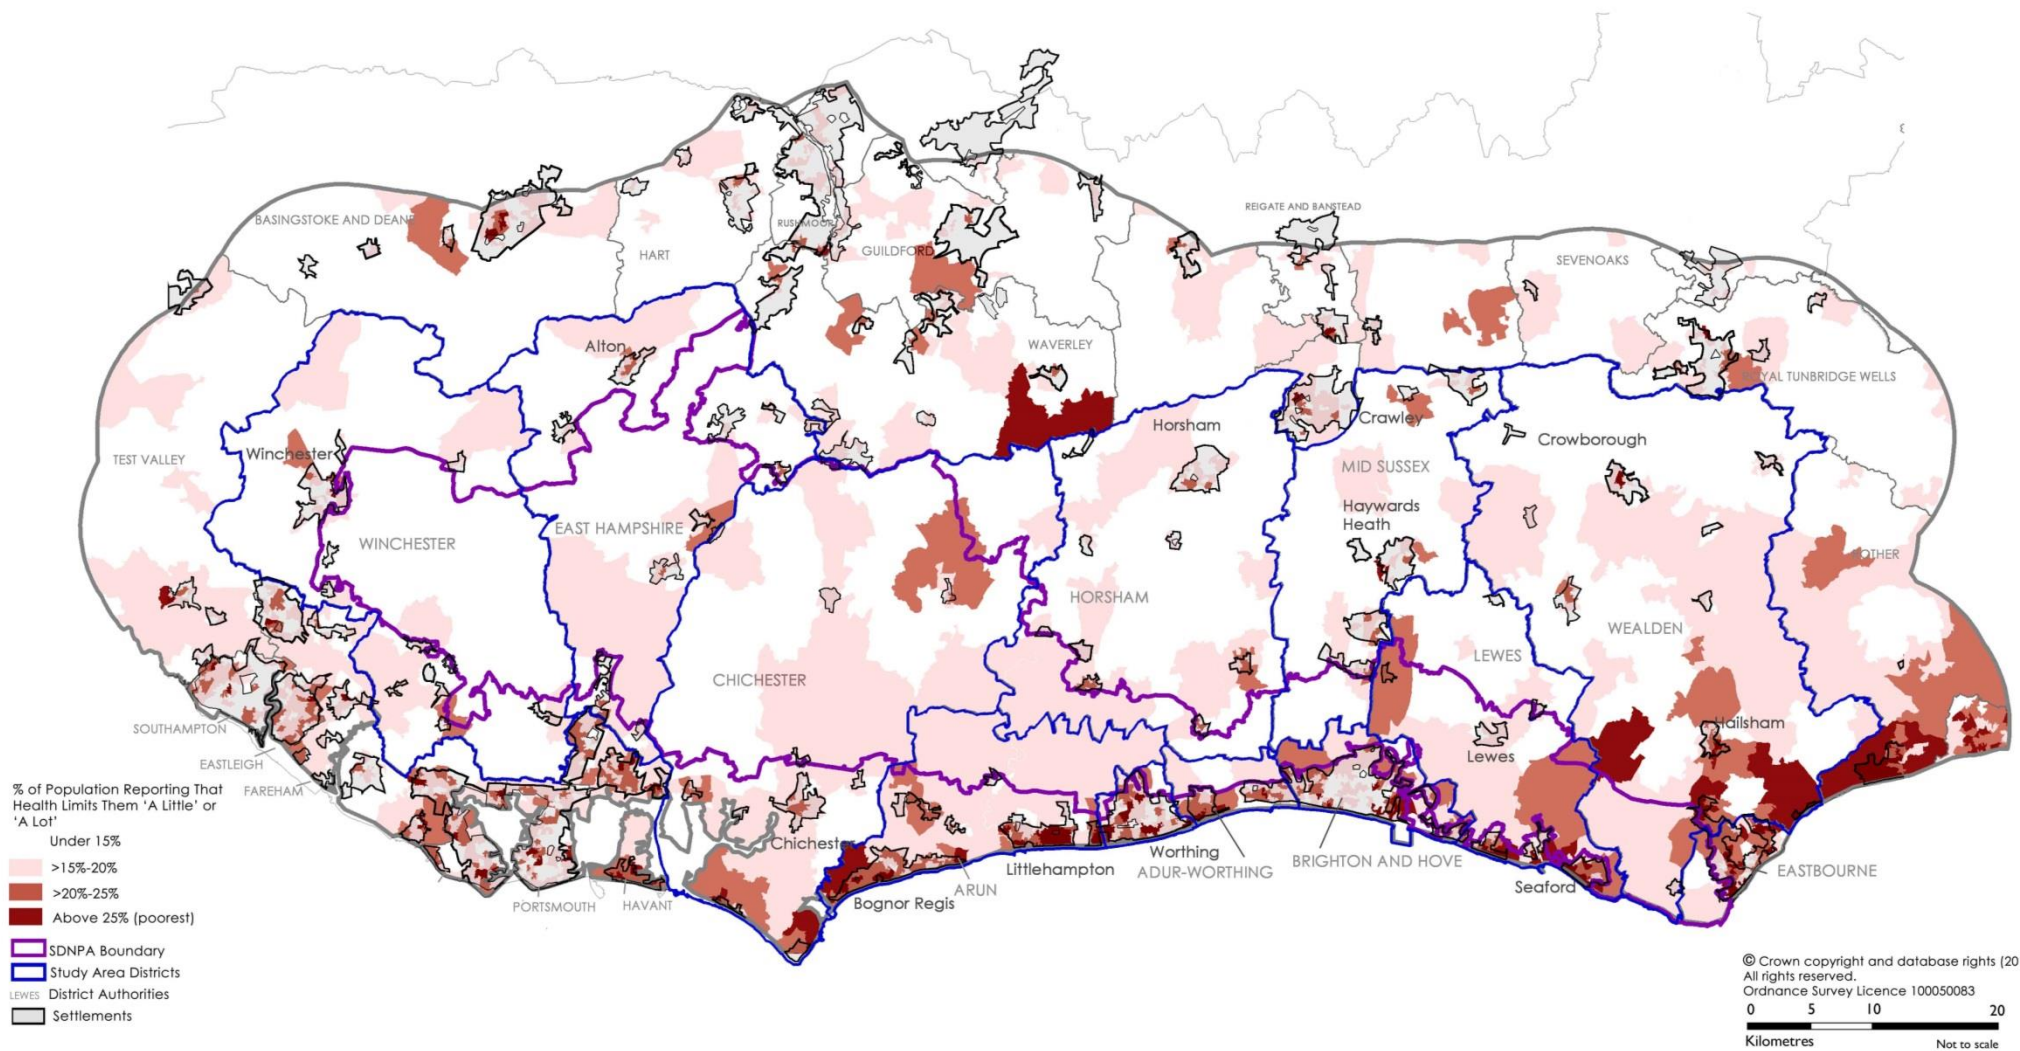 BASINGSTOKE AND DEANE
HART
RUSHMOOR
GUILDFORD
REIGATE AND BANSTEAD
SEVENOAKS
Alton
WAVERLEY
ROYAL TUNBRIDGE WELLS
TEST VALLEY
Winchester
Horsham
Crawley
Crowborough
MID SUSSEX
Haywards
Heath
WINCHESTER
EAST HAMPSHIRE
ROTHER
HORSHAM
WEALDEN
LEWES
CHICHESTER
SOUTHAMPTON
EASTLEIGH
FAREHAM
Hailsham
Lewes
Chichester
Littlehampton
Worthing
ADUR-WORTHING
BRIGHTON AND HOVE
EASTBOURNE
Seaford
ARUN
Bognor Regis
PORTSMOUTH
HAVANT
% of Population Reporting That
Health Limits Them 'A Little' or
'A Lot'
Under 15%
>15%-20%
>20%-25%
Above 25% (poorest)
SDNPA Boundary
Study Area Districts
LEWES District Authorities
Settlements
© Crown copyright and database rights (20
All rights reserved.
Ordnance Survey Licence 100050083
0 5 10 20
Kilometres
Not to scale